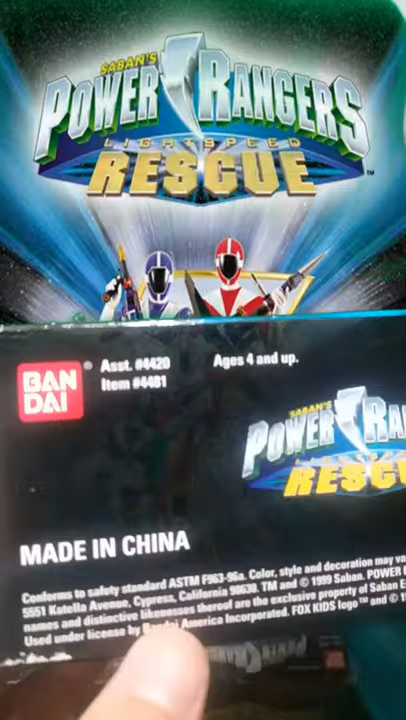 SABAN'S
POWER RANGERS
LIGHTSPEED
RESCUE™
BAN
DAI®
Asst. #4420
Item #4481
Ages 4 and up.
SABAN'S
POWER RA
RESCU
MADE IN CHINA
Conforms to safety standard ASTM F963-96a. Color, style and decoration may va
5551 Katella Avenue, Cypress, California 90630. TM and © 1999 Saban. POWER
names and distinctive likenesses thereof are the exclusive property of Saban E
Used under license by Bandai America Incorporated. FOX KIDS logo™ and © 1